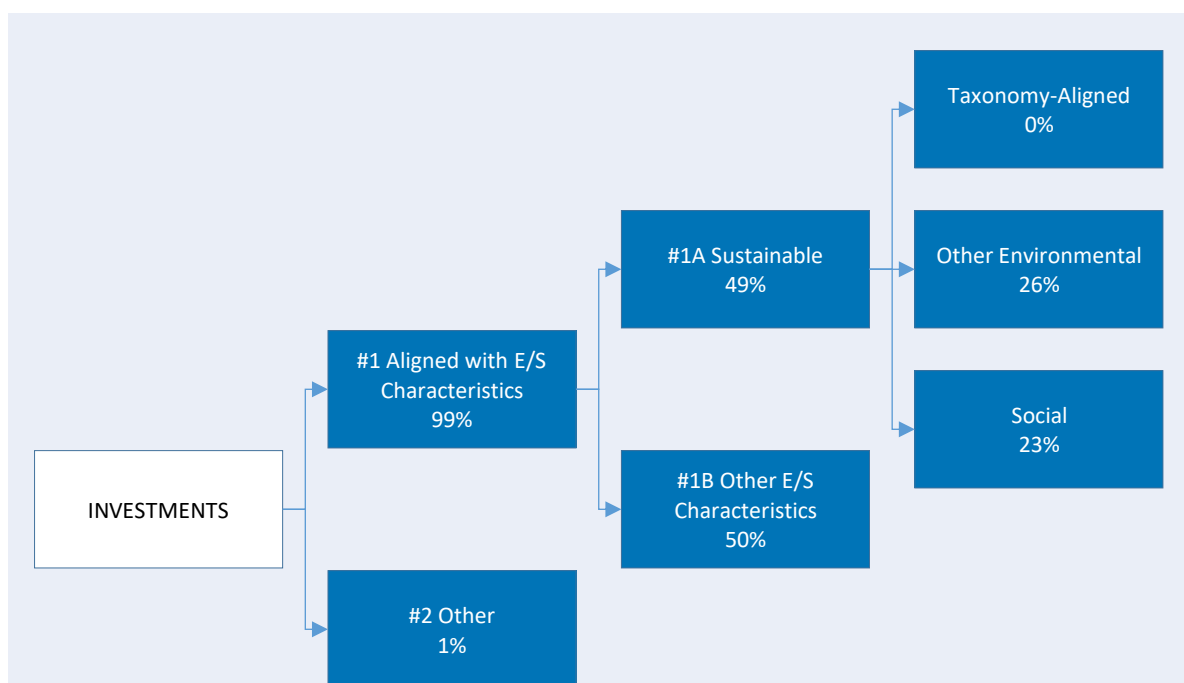 INVESTMENTS
#1 Aligned with E/S
Characteristics
99%
#2 Other
1%
#1A Sustainable
49%
#1B Other E/S
Characteristics
50%
Taxonomy-Aligned
0%
Other Environmental
26%
Social
23%